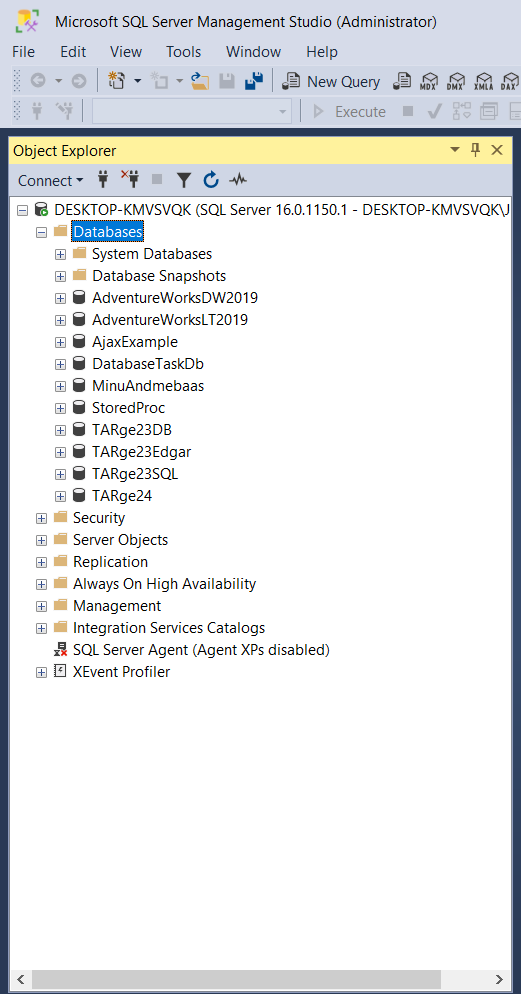 Microsoft SQL Server Management Studio (Administrator)
File Edit View Tools Window Help
New Query MDX DMX XMLA DAX
Execute
Object Explorer
Connect
DESKTOP-KMVSVQK (SQL Server 16.0.1150.1 - DESKTOP-KMVSVQK\J
Databases
System Databases
Database Snapshots
AdventureWorksDW2019
AdventureWorksLT2019
AjaxExample
DatabaseTaskDb
MinuAndmebaas
StoredProc
TARge23DB
TARge23Edgar
TARge23SQL
TARge24
Security
Server Objects
Replication
Always On High Availability
Management
Integration Services Catalogs
SQL Server Agent (Agent XPs disabled)
XEvent Profiler